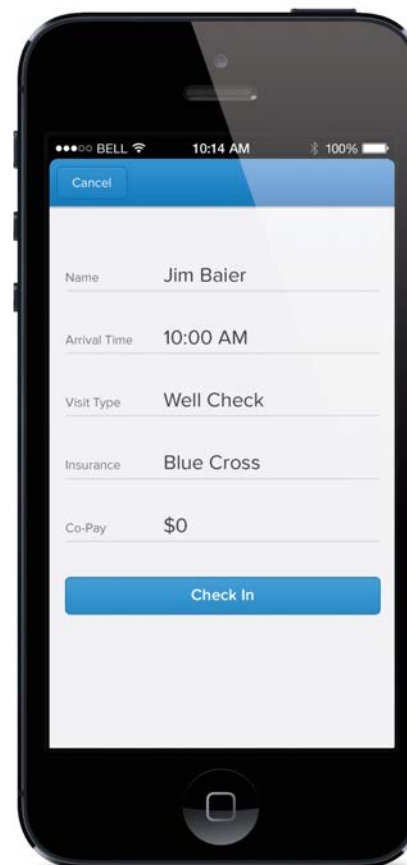 BELL 10:14 AM 100%
Cancel
Name Jim Baier
Arrival Time 10:00 AM
Visit Type Well Check
Insurance Blue Cross
Co-Pay $0
Check In